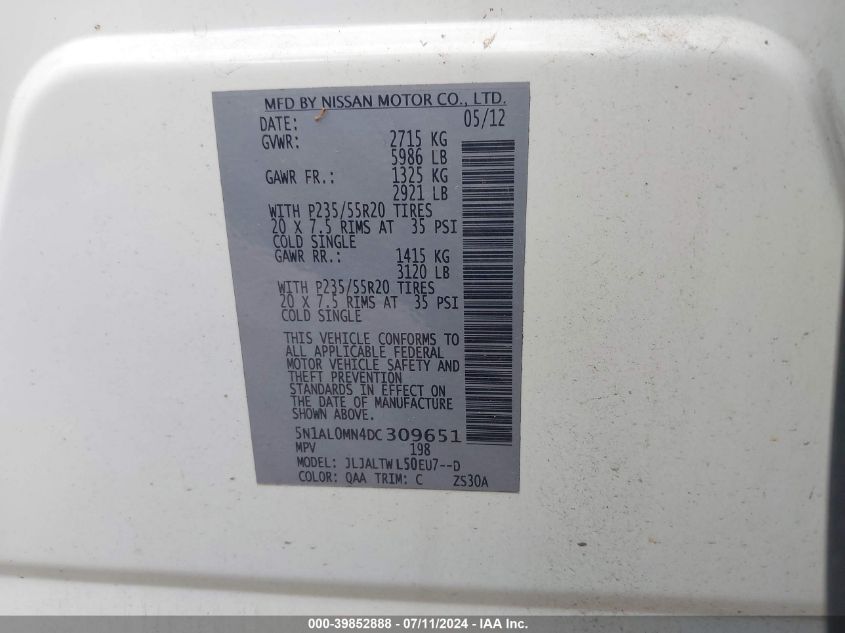 MFD BY NISSAN MOTOR CO., LTD.
DATE: 05/12
GVWR: 2715 KG
5986 LB
GAWR FR.: 1325 KG
2921 LB
WITH P235/55R20 TIRES
20 X 7.5 RIMS AT 35 PSI
COLD SINGLE
GAWR RR.: 1415 KG
3120 LB
WITH P235/55R20 TIRES
20 X 7.5 RIMS AT 35 PSI
COLD SINGLE
THIS VEHICLE CONFORMS TO
ALL APPLICABLE FEDERAL
MOTOR VEHICLE SAFETY AND
THEFT PREVENTION
STANDARDS IN EFFECT ON
THE DATE OF MANUFACTURE
SHOWN ABOVE.
5N1AL0MN4DC309651
MPV 198
MODEL: JLJALTWL50EU7--D
COLOR: QAA TRIM: C ZS30A
000-39852888 - 07/11/2024 - IAA Inc.